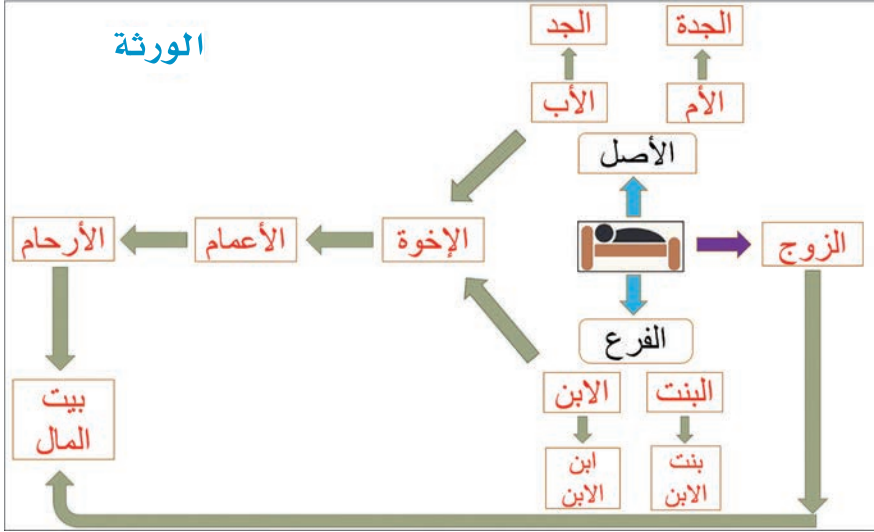 الورثة
الجدة
الجد
الأم
الأب
الأصل
الزوج
الإخوة
الأعمام
الأرحام
الفرع
البنت
الابن
بنت
الابن
ابن
الابن
بيت
المال